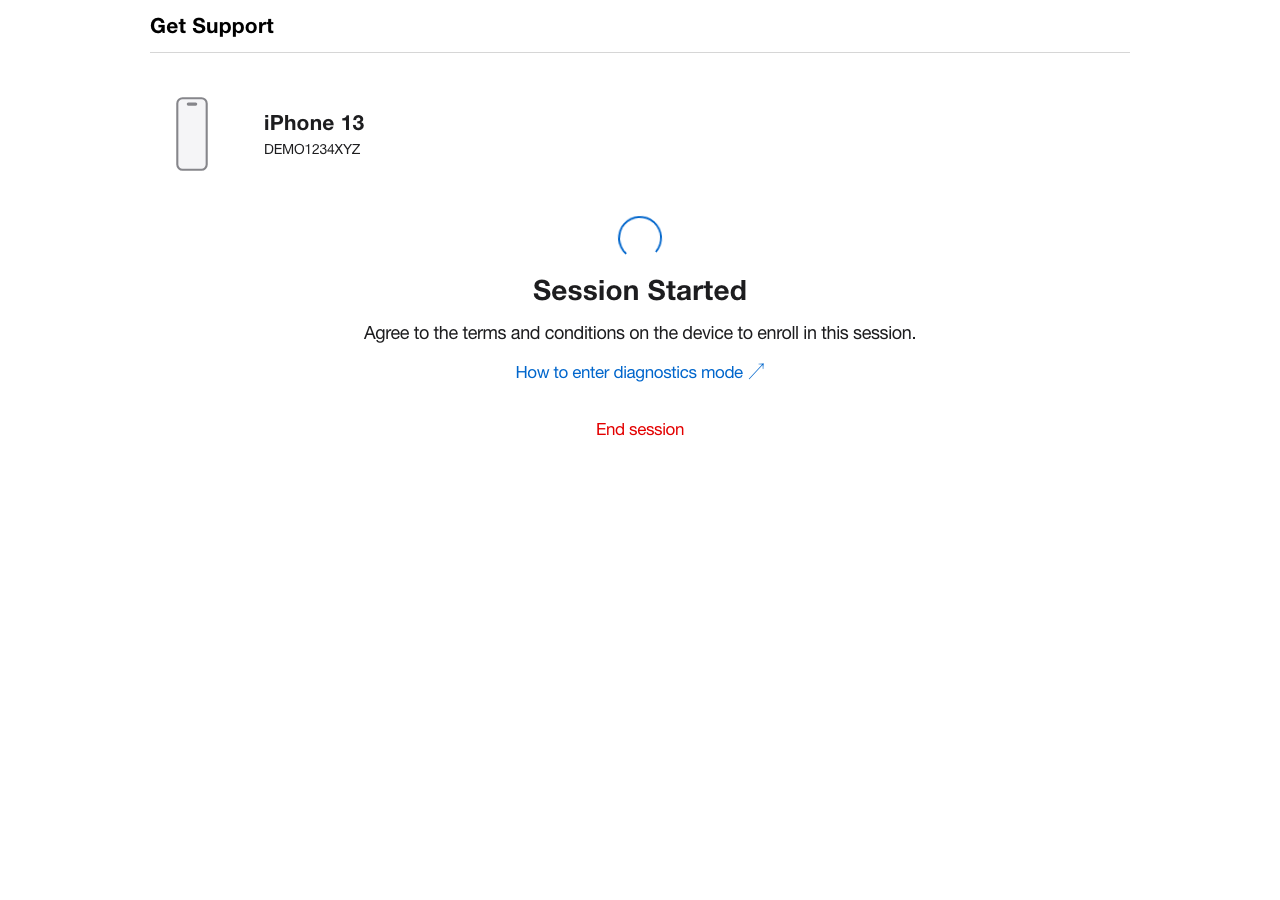 Get Support
iPhone 13
DEMO1234XYZ
Session Started
Agree to the terms and conditions on the device to enroll in this session.
How to enter diagnostics mode ↗
End session